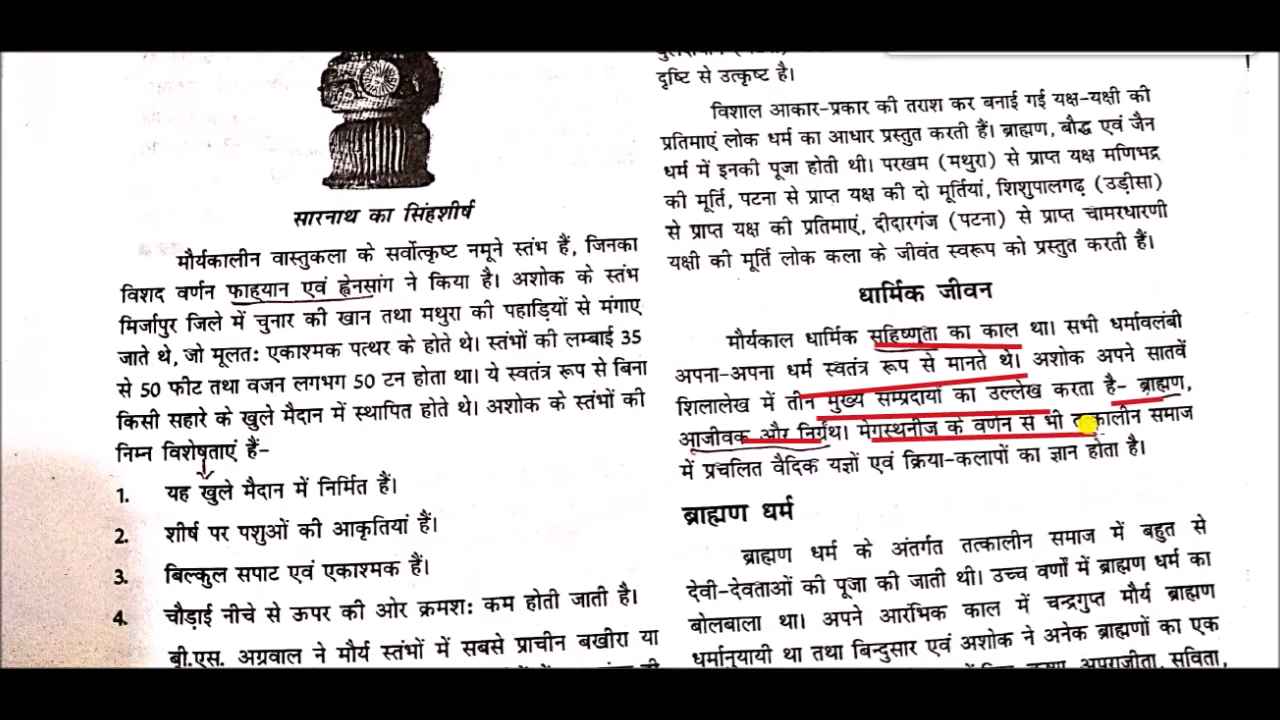 सारनाथ का सिंहशीर्ष
मौर्यकालीन वास्तुकला के सर्वोत्कृष्ट नमूने स्तंभ हैं, जिनका
विशद वर्णन फाह्यान एवं ह्वेनसांग ने किया है। अशोक के स्तंभ
मिर्जापुर जिले में चुनार की खान तथा मथुरा की पहाड़ियों से मंगाए
जाते थे, जो मूलतः एकाश्मक पत्थर के होते थे। स्तंभों की लम्बाई 35
से 50 फीट तथा वजन लगभग 50 टन होता था। ये स्वतंत्र रूप से बिना
किसी सहारे के खुले मैदान में स्थापित होते थे। अशोक के स्तंभों की
निम्न विशेषताएं हैं–
1. यह खुले मैदान में निर्मित हैं।
2. शीर्ष पर पशुओं की आकृतियां हैं।
3. बिल्कुल सपाट एवं एकाश्मक हैं।
4. चौड़ाई नीचे से ऊपर की ओर क्रमशः कम होती जाती है।
बी.एस. अग्रवाल ने मौर्य स्तंभों में सबसे प्राचीन बखीरा या
दृष्टि से उत्कृष्ट है।
विशाल आकार-प्रकार की तराश कर बनाई गई यक्ष-यक्षी की
प्रतिमाएं लोक धर्म का आधार प्रस्तुत करती हैं। ब्राह्मण, बौद्ध एवं जैन
धर्म में इनकी पूजा होती थी। परखम (मथुरा) से प्राप्त यक्ष मणिभद्र
की मूर्ति, पटना से प्राप्त यक्ष की दो मूर्तियां, शिशुपालगढ़ (उड़ीसा)
से प्राप्त यक्ष की प्रतिमाएं, दीदारगंज (पटना) से प्राप्त चामरधारणी
यक्षी की मूर्ति लोक कला के जीवंत स्वरूप को प्रस्तुत करती हैं।
धार्मिक जीवन
मौर्यकाल धार्मिक सहिष्णुता का काल था। सभी धर्मावलंबी
अपना-अपना धर्म स्वतंत्र रूप से मानते थे। अशोक अपने सातवें
शिलालेख में तीन मुख्य सम्प्रदायों का उल्लेख करता है– ब्राह्मण,
आजीवक और निर्ग्रंथ। मेगस्थनीज के वर्णन से भी तत्कालीन समाज
में प्रचलित वैदिक यज्ञों एवं क्रिया-कलापों का ज्ञान होता है।
ब्राह्मण धर्म
ब्राह्मण धर्म के अंतर्गत तत्कालीन समाज में बहुत से
देवी-देवताओं की पूजा की जाती थी। उच्च वर्णों में ब्राह्मण धर्म का
बोलबाला था। अपने आरंभिक काल में चन्द्रगुप्त मौर्य ब्राह्मण
धर्मानुयायी था तथा बिन्दुसार एवं अशोक ने अनेक ब्राह्मणों का एक
अपराजीता, सविता,